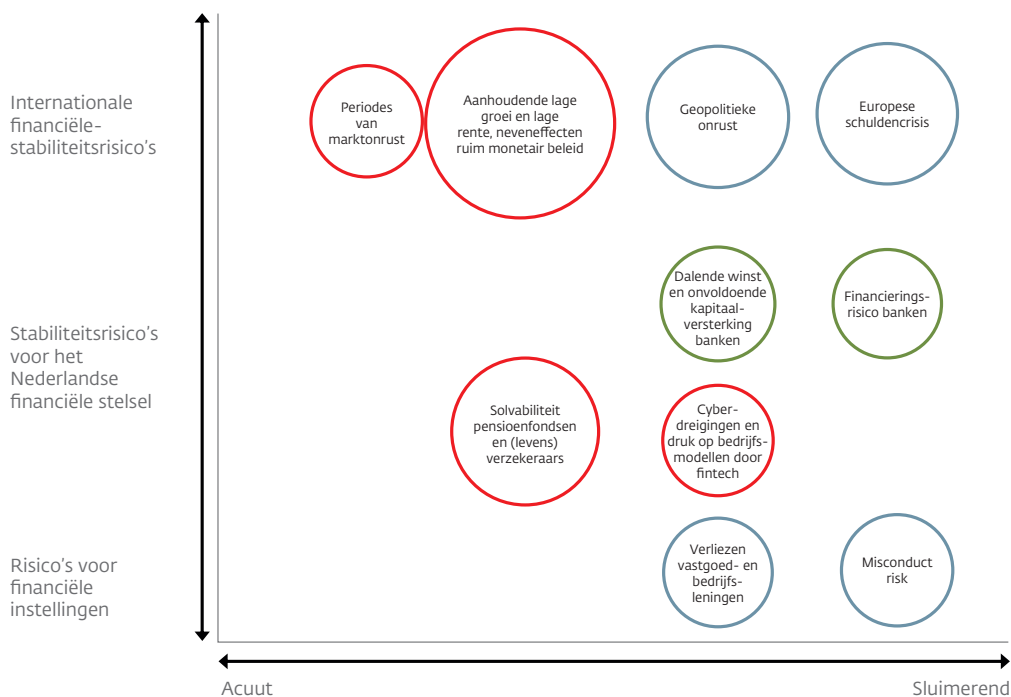 Internationale
financiële-
stabiliteitsrisico's
Periodes
van
marktonrust
Aanhoudende lage
groei en lage
rente, neveneffecten
ruim monetair beleid
Geopolitieke
onrust
Europese
schuldencrisis
Stabiliteitsrisico's
voor het
Nederlandse
financiële stelsel
Dalende winst
en onvoldoende
kapitaal-
versterking
banken
Financierings-
risico banken
Solvabiliteit
pensioenfondsen
en (levens)
verzekeraars
Cyber-
dreigingen en
druk op bedrijfs-
modellen door
fintech
Risico's voor
financiële
instellingen
Verliezen
vastgoed- en
bedrijfs-
leningen
Misconduct
risk
Acuut
Sluimerend